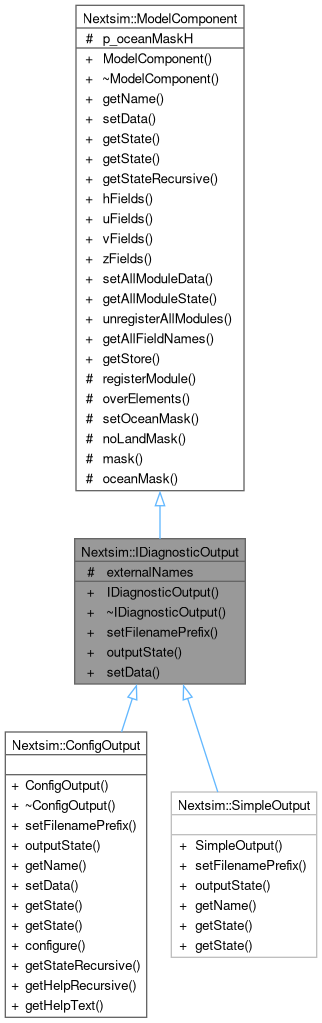 Nextsim::ModelComponent
# p_oceanMaskH
+ ModelComponent()
+ ~ModelComponent()
+ getName()
+ setData()
+ getState()
+ getState()
+ getStateRecursive()
+ hFields()
+ uFields()
+ vFields()
+ zFields()
+ setAllModuleData()
+ getAllModuleState()
+ unregisterAllModules()
+ getAllFieldNames()
+ getStore()
# registerModule()
# overElements()
# setOceanMask()
# noLandMask()
# mask()
# oceanMask()
Nextsim::IDiagnosticOutput
# externalNames
+ IDiagnosticOutput()
+ ~IDiagnosticOutput()
+ setFilenamePrefix()
+ outputState()
+ setData()
Nextsim::ConfigOutput
+ ConfigOutput()
+ ~ConfigOutput()
+ setFilenamePrefix()
+ outputState()
+ getName()
+ setData()
+ getState()
+ getState()
+ configure()
+ getStateRecursive()
+ getHelpRecursive()
+ getHelpText()
Nextsim::SimpleOutput
+ SimpleOutput()
+ setFilenamePrefix()
+ outputState()
+ getName()
+ getState()
+ getState()